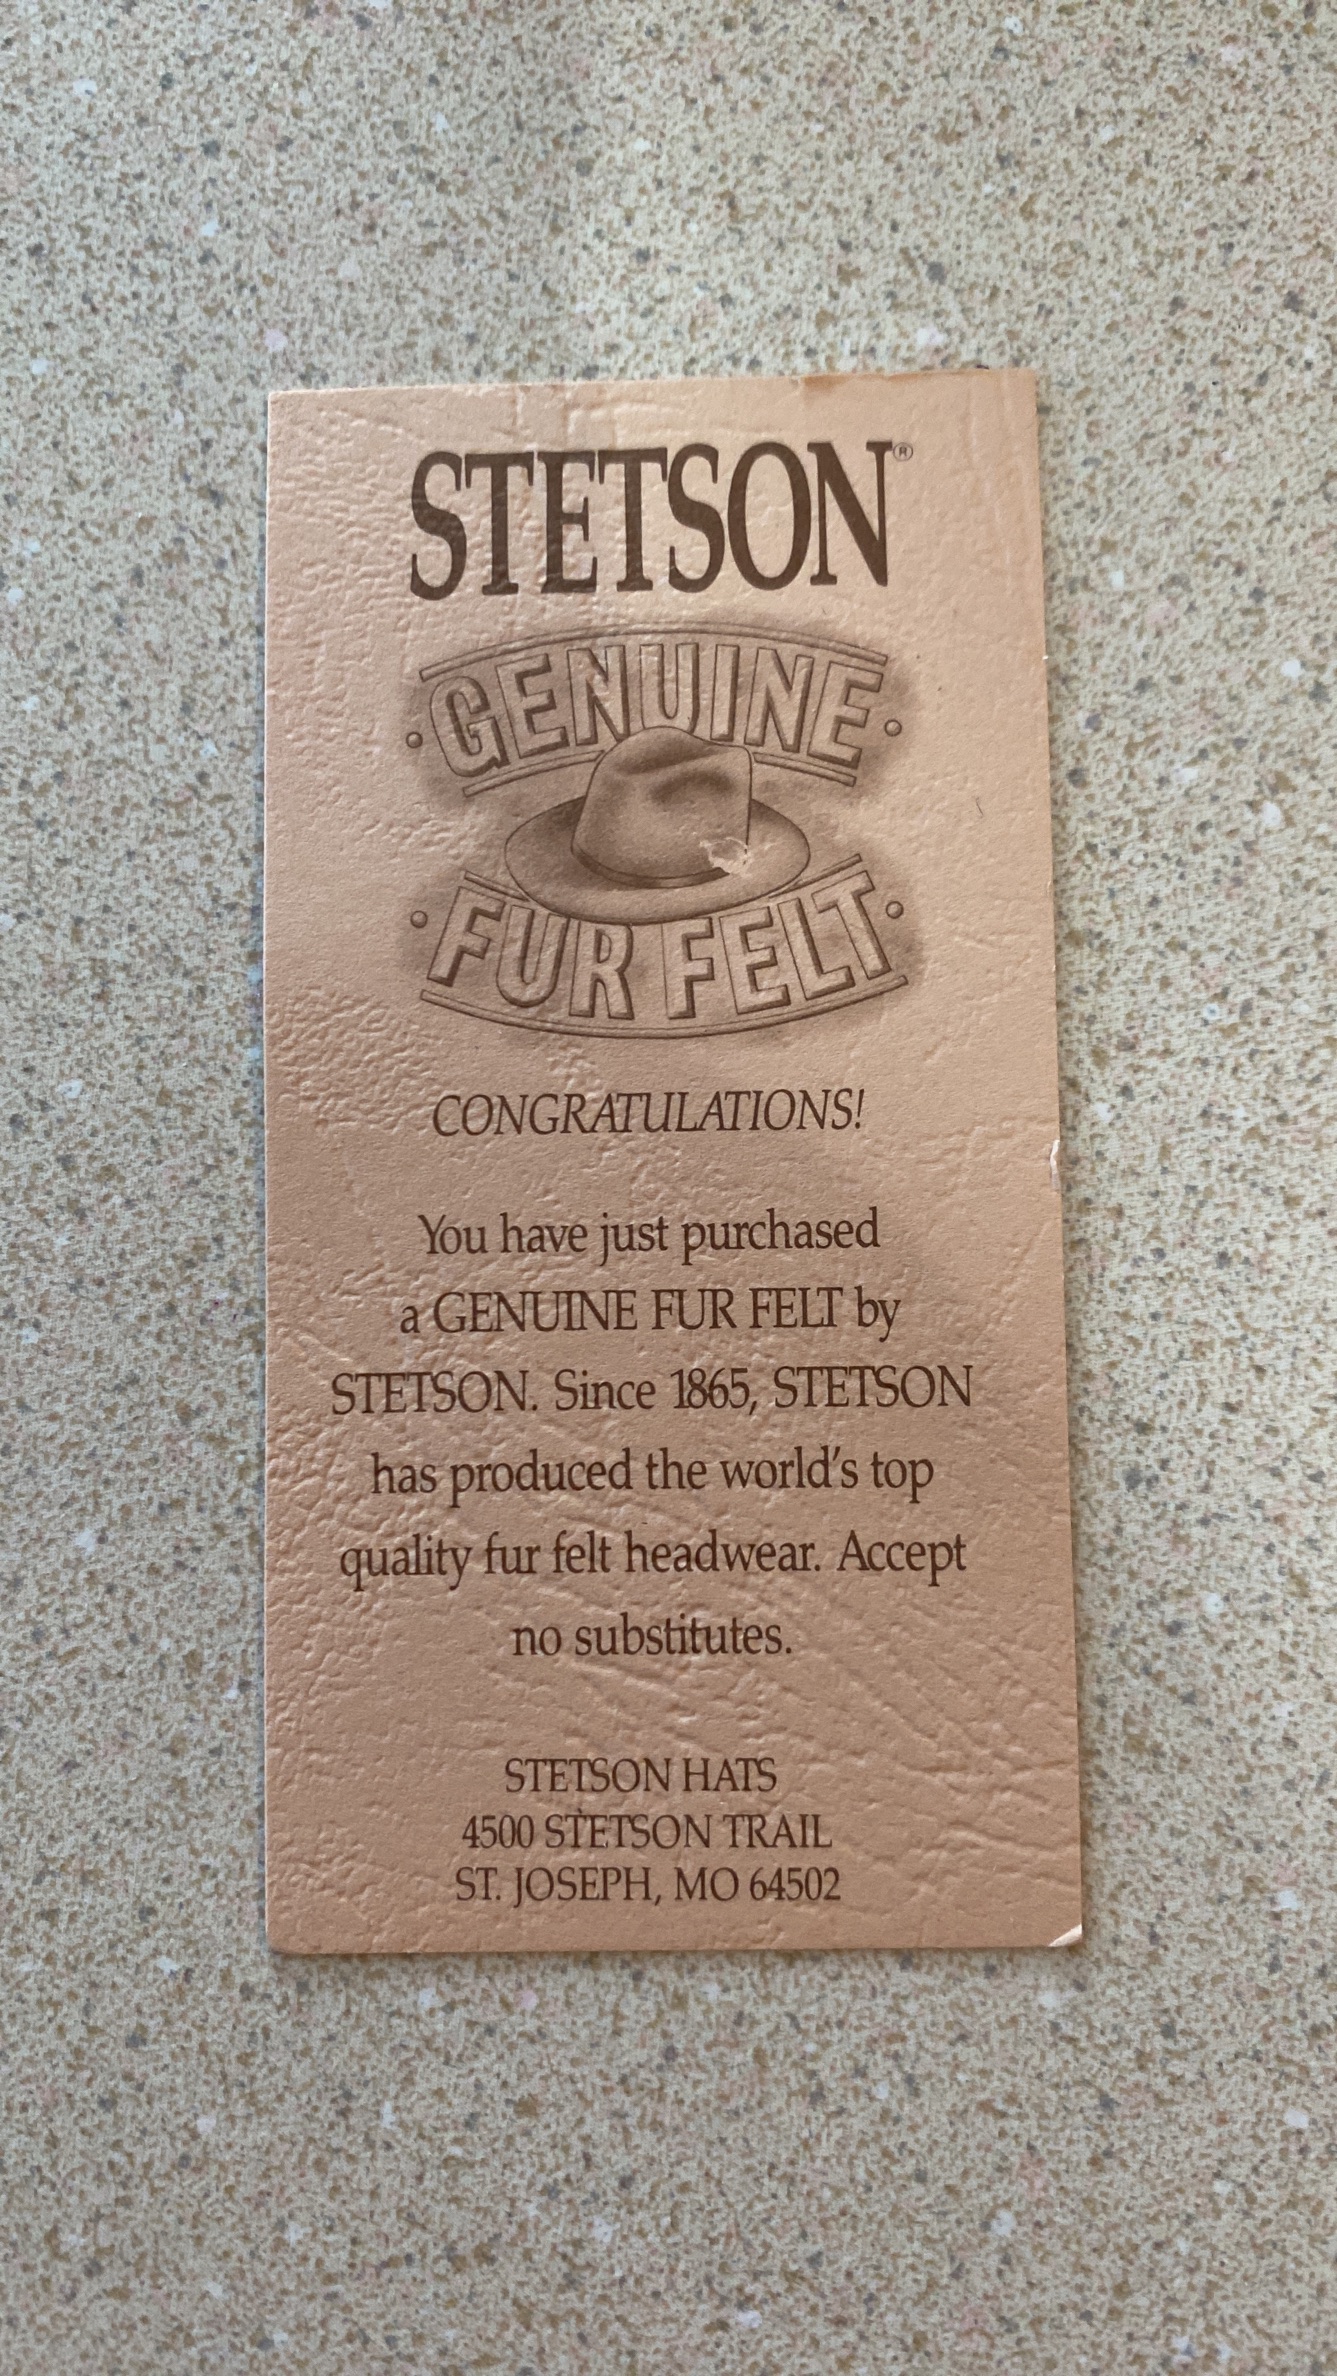 STETSON®
GENUINE
FUR FELT
CONGRATULATIONS!
You have just purchased
a GENUINE FUR FELT by
STETSON. Since 1865, STETSON
has produced the world's top
quality fur felt headwear. Accept
no substitutes.
STETSON HATS
4500 STETSON TRAIL
ST. JOSEPH, MO 64502